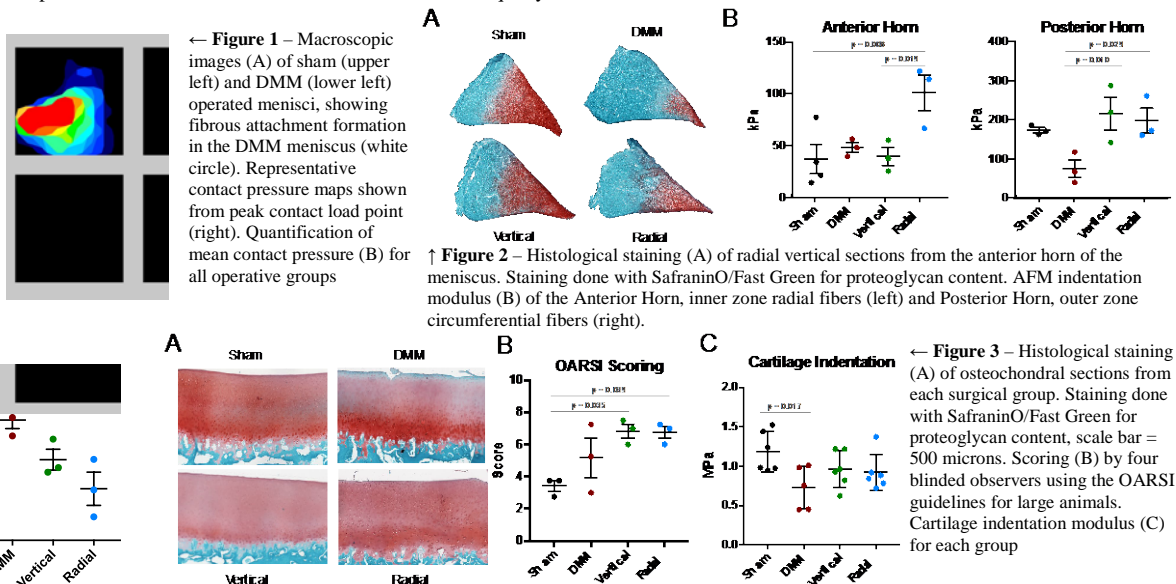 ← Figure 1 – Macroscopic
images (A) of sham (upper
left) and DMM (lower left)
operated menisci, showing
fibrous attachment formation
in the DMM meniscus (white
circle). Representative
contact pressure maps shown
from peak contact load point
(right). Quantification of
mean contact pressure (B) for
all operative groups
A
Sham
DMM
Vertical
Radial
B
Anterior Horn
kPa
150
100
50
0
Sham
DMM
Vertical
Radial
Posterior Horn
kPa
400
300
200
100
0
Sham
DMM
Vertical
Radial
↑ Figure 2 – Histological staining (A) of radial vertical sections from the anterior horn of the
meniscus. Staining done with SafraninO/Fast Green for proteoglycan content. AFM indentation
modulus (B) of the Anterior Horn, inner zone radial fibers (left) and Posterior Horn, outer zone
circumferential fibers (right).
Vertical
Radial
A
Sham
DMM
Vertical
Radial
B
OARSI Scoring
score
10
8
6
4
2
0
Sham
DMM
Vertical
Radial
C
Cartilage Indentation
MPa
2.0
1.5
1.0
0.5
0.0
Sham
DMM
Vertical
Radial
← Figure 3 – Histological staining
(A) of osteochondral sections from
each surgical group. Staining done
with SafraninO/Fast Green for
proteoglycan content, scale bar =
500 microns. Scoring (B) by four
blinded observers using the OARSI
guidelines for large animals.
Cartilage indentation modulus (C)
for each group